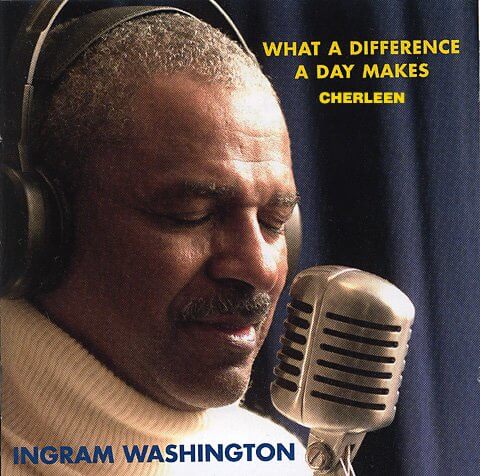 WHAT A DIFFERENCE
A DAY MAKES
CHERLEEN
INGRAM WASHINGTON